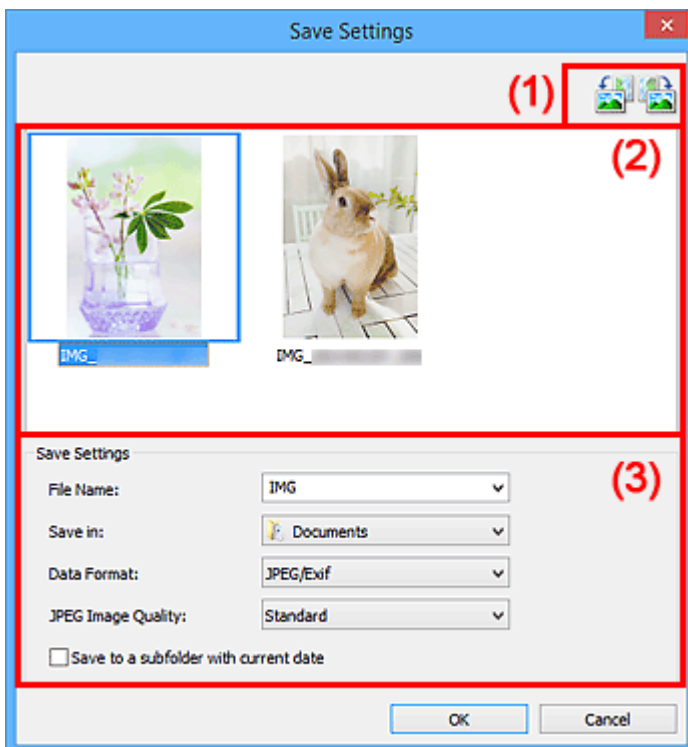 Save Settings
(1)
(2)
IMG_
IMG_
Save Settings
(3)
File Name: IMG
Save in: Documents
Data Format: JPEG/Exif
JPEG Image Quality: Standard
Save to a subfolder with current date
OK Cancel